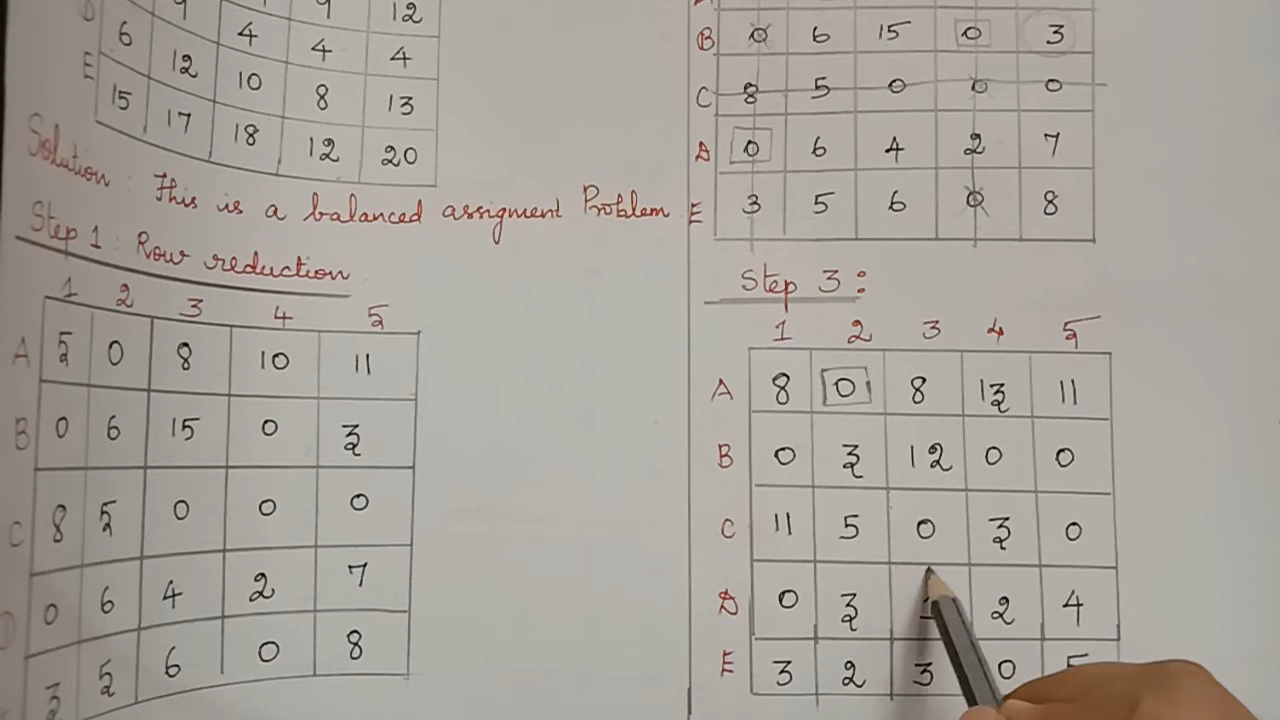 D 9 12
6 4 4 4
E 12 10 8 13
15 17 18 12 20
Solution : This is a balanced assigment Problem
Step 1 : Row reduction
1 2 3 4 5
A 5 0 8 10 11
B 0 6 15 0 3
C 8 5 0 0 0
D 0 6 4 2 7
3 5 6 0 8
B 0 6 15 0 3
C 8 5 0 0 0
D 0 6 4 2 7
E 3 5 6 0 8
Step 3 :
1 2 3 4 5
A 8 0 8 13 11
B 0 3 12 0 0
C 11 5 0 3 0
D 0 3 2 4
E 3 2 3 0